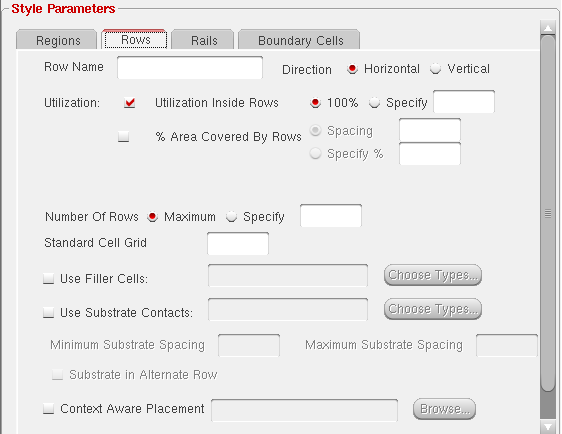 Style Parameters
Regions Rows Rails Boundary Cells
Row Name Direction Horizontal Vertical
Utilization: Utilization Inside Rows 100% Specify
% Area Covered By Rows Spacing
Specify %
Number Of Rows Maximum Specify
Standard Cell Grid
Use Filler Cells: Choose Types...
Use Substrate Contacts: Choose Types...
Minimum Substrate Spacing Maximum Substrate Spacing
Substrate in Alternate Row
Context Aware Placement Browse...